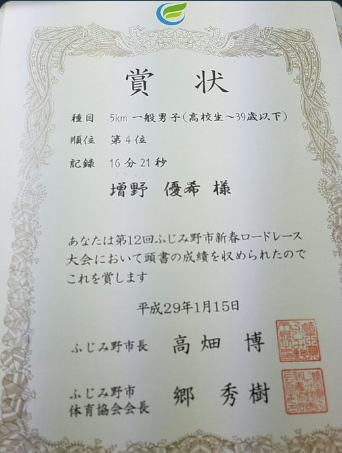 賞状
種目 5km 一般男子(高校生～39歳以下)
順位 第4位
記録 16分21秒
増野 優希 様
あなたは第12回ふじみ野市新春ロードレース
大会において頭書の成績を収められたので
これを賞します
平成29年1月15日
ふじみ野市長 高畑 博
ふじみ野市
体育協会会長 郷 秀樹